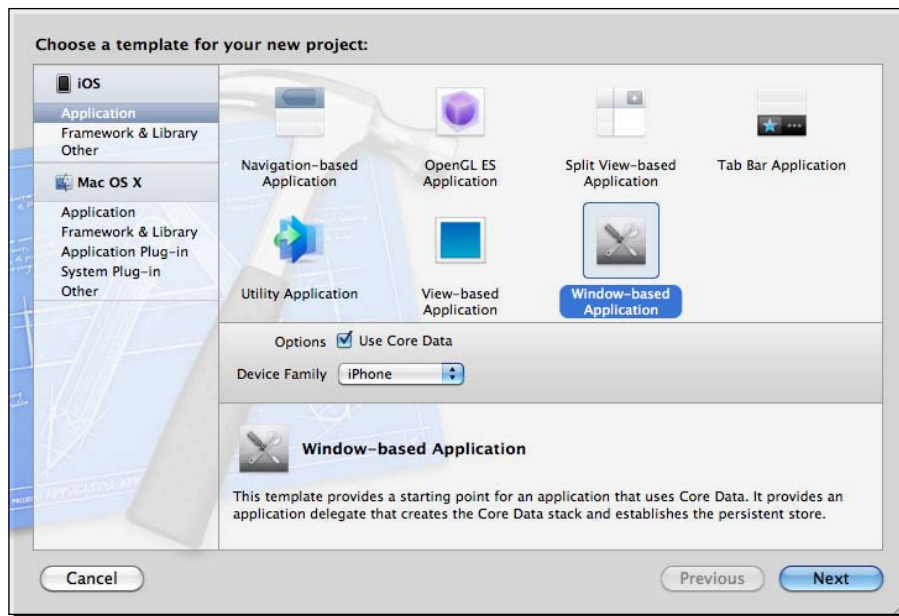 Choose a template for your new project:
iOS
Application
Framework & Library
Other
Mac OS X
Application
Framework & Library
Application Plug-in
System Plug-in
Other
Navigation-based
Application
OpenGL ES
Application
Split View-based
Application
Tab Bar Application
Utility Application
View-based
Application
Window-based
Application
Options Use Core Data
Device Family iPhone
Window-based Application
This template provides a starting point for an application that uses Core Data. It provides an
application delegate that creates the Core Data stack and establishes the persistent store.
Cancel
Previous
Next